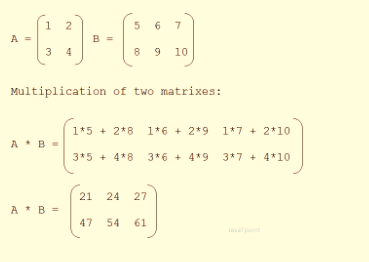 A = 1 2 B = 5 6 7
3 4 8 9 10
Multiplication of two matrixes:
A * B = 1*5 + 2*8 1*6 + 2*9 1*7 + 2*10
3*5 + 4*8 3*6 + 4*9 3*7 + 4*10
A * B = 21 24 27
47 54 61